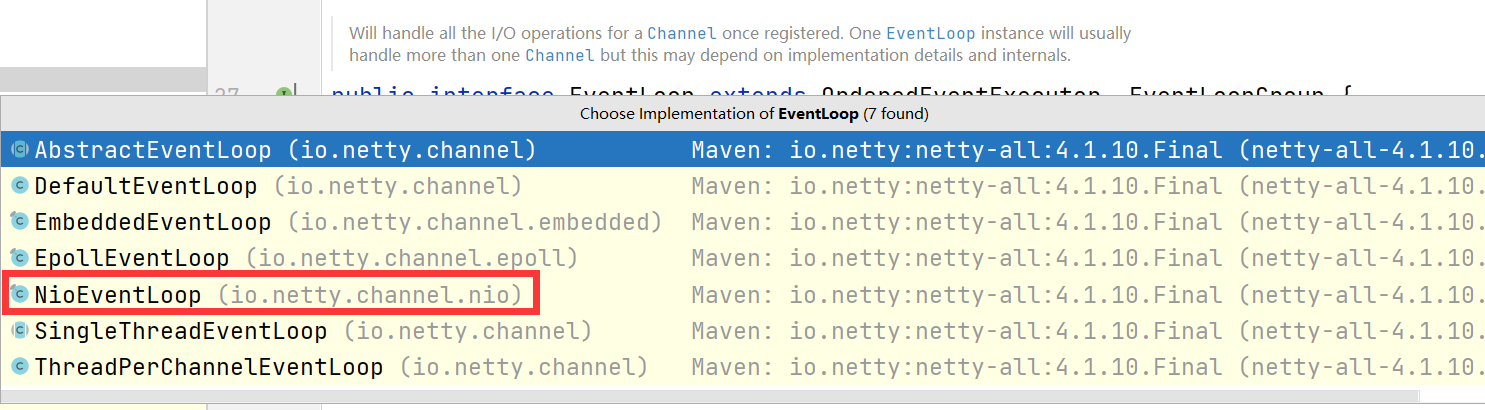 Will handle all the I/O operations for a Channel once registered. One EventLoop instance will usually
handle more than one Channel but this may depend on implementation details and internals.
37 public interface EventLoop extends OrderedEventExecutor, EventLoopGroup {
Choose Implementation of EventLoop (7 found)
AbstractEventLoop (io.netty.channel) Maven: io.netty:netty-all:4.1.10.Final (netty-all-4.1.10.
DefaultEventLoop (io.netty.channel) Maven: io.netty:netty-all:4.1.10.Final (netty-all-4.1.10.
EmbeddedEventLoop (io.netty.channel.embedded) Maven: io.netty:netty-all:4.1.10.Final (netty-all-4.1.10.
EpollEventLoop (io.netty.channel.epoll) Maven: io.netty:netty-all:4.1.10.Final (netty-all-4.1.10.
NioEventLoop (io.netty.channel.nio) Maven: io.netty:netty-all:4.1.10.Final (netty-all-4.1.10.
SingleThreadEventLoop (io.netty.channel) Maven: io.netty:netty-all:4.1.10.Final (netty-all-4.1.10.
ThreadPerChannelEventLoop (io.netty.channel) Maven: io.netty:netty-all:4.1.10.Final (netty-all-4.1.10.